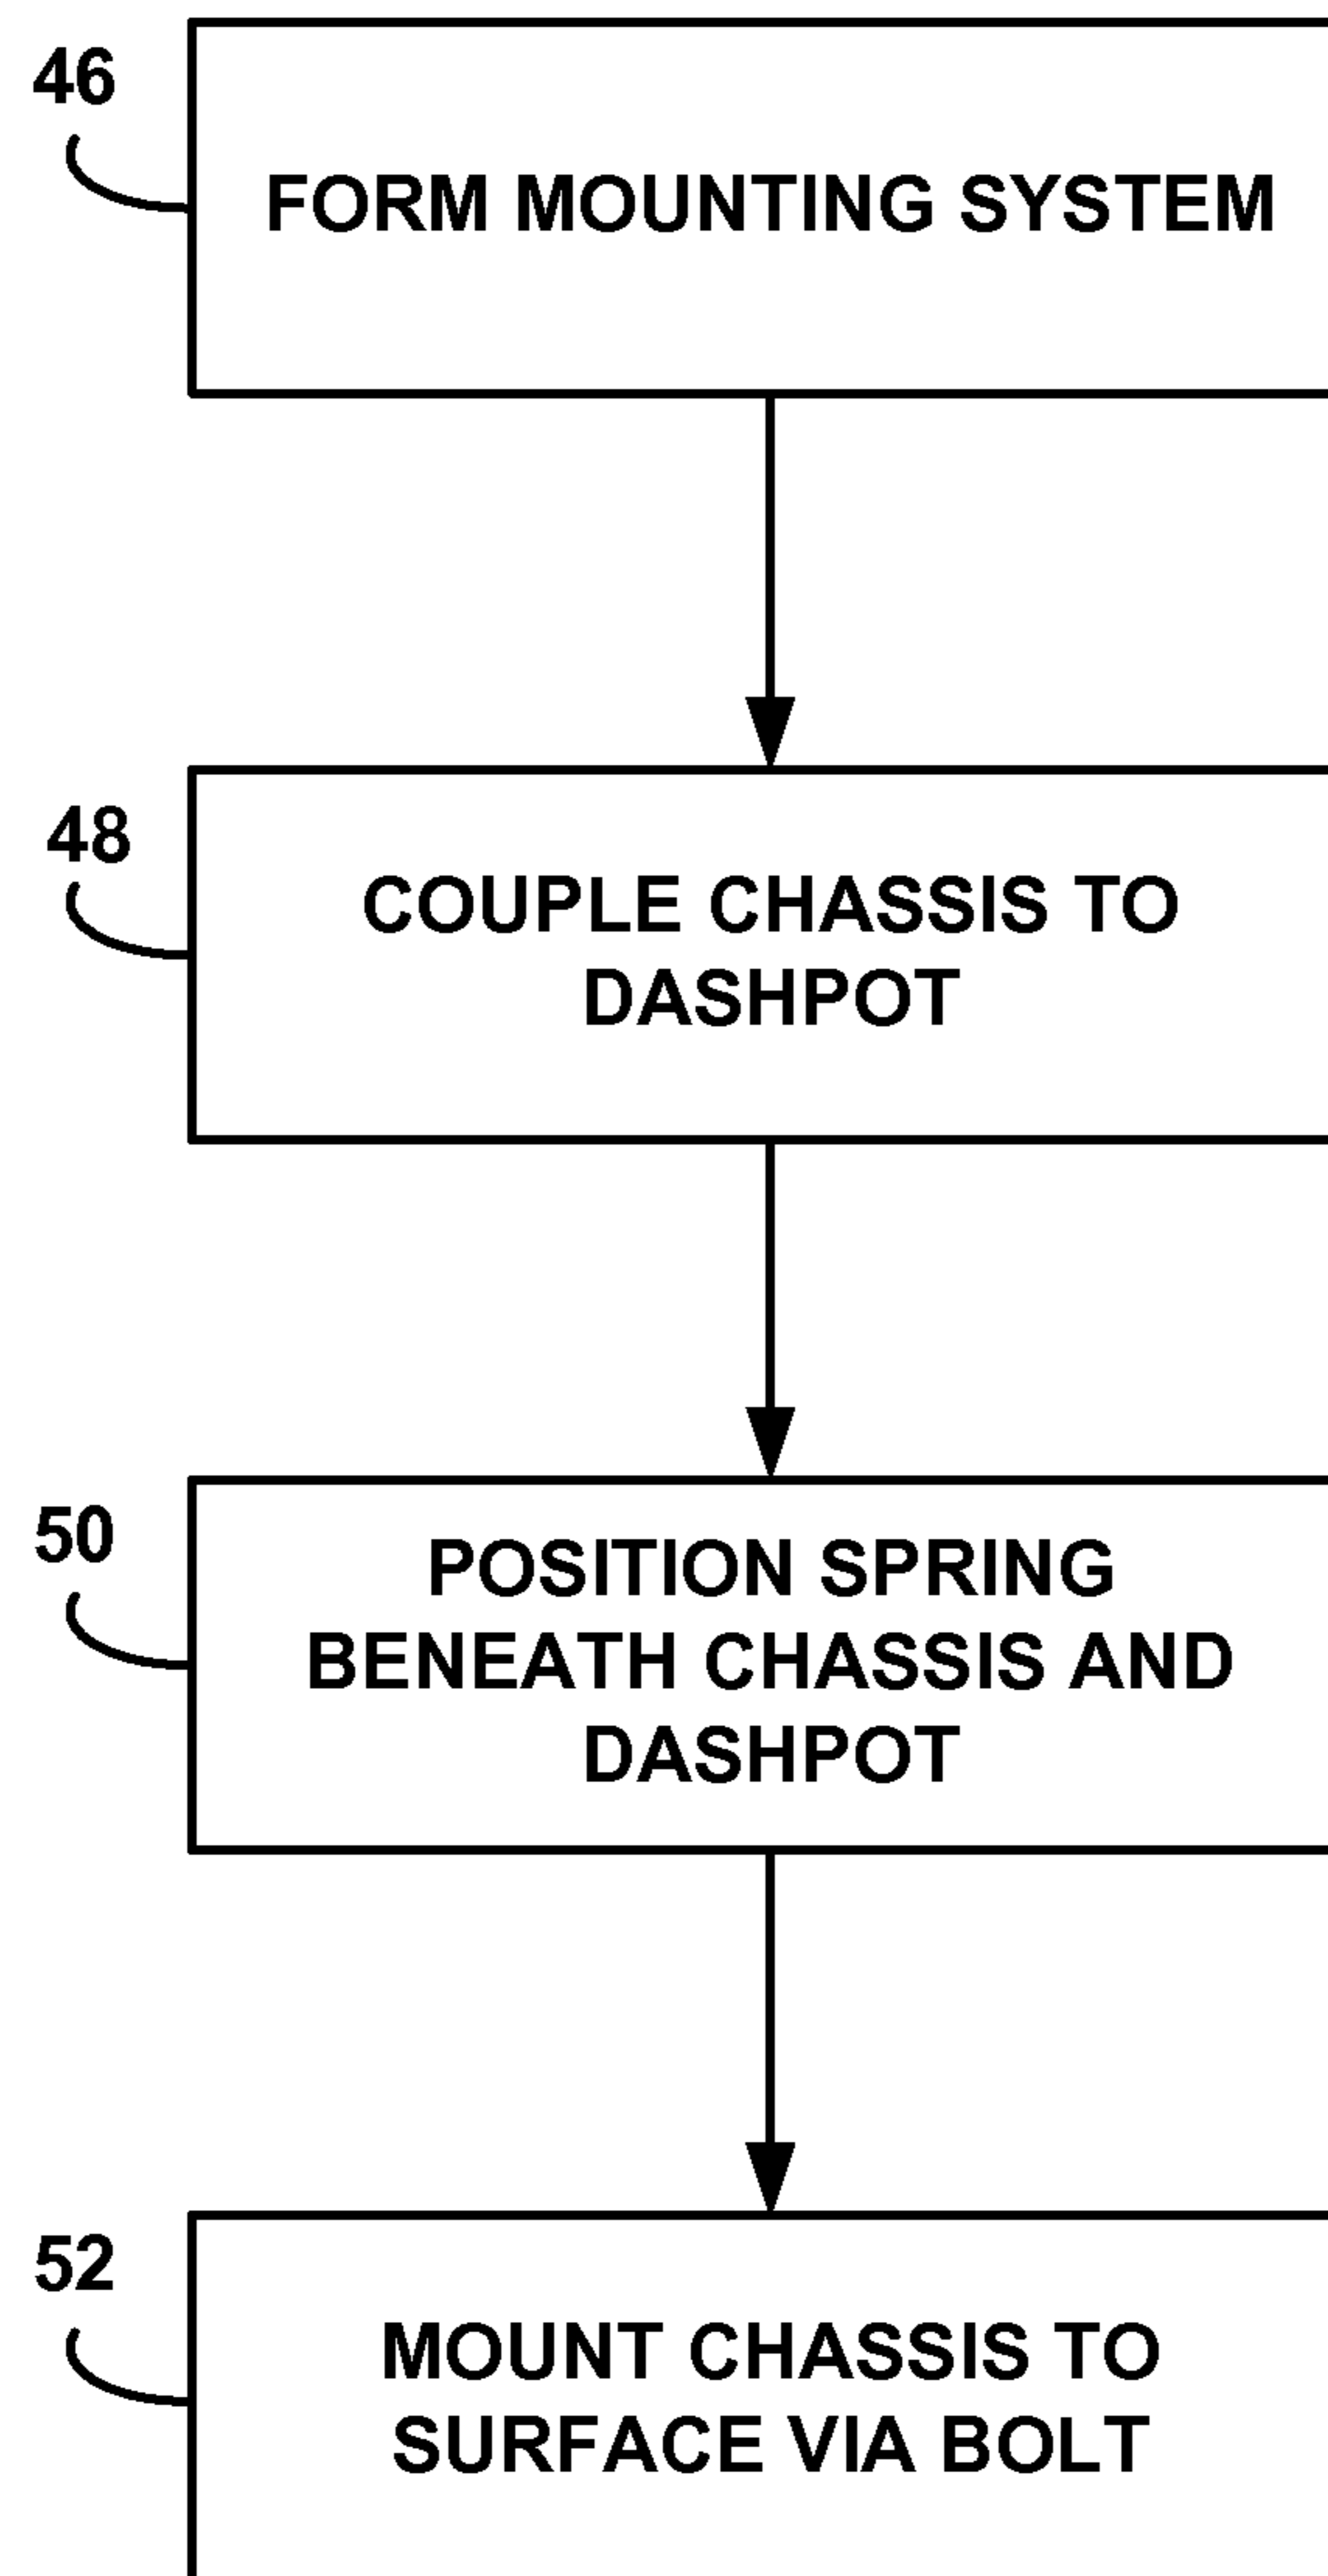 46
FORM MOUNTING SYSTEM
48
COUPLE CHASSIS TO
DASHPOT
50
POSITION SPRING
BENEATH CHASSIS AND
DASHPOT
52
MOUNT CHASSIS TO
SURFACE VIA BOLT